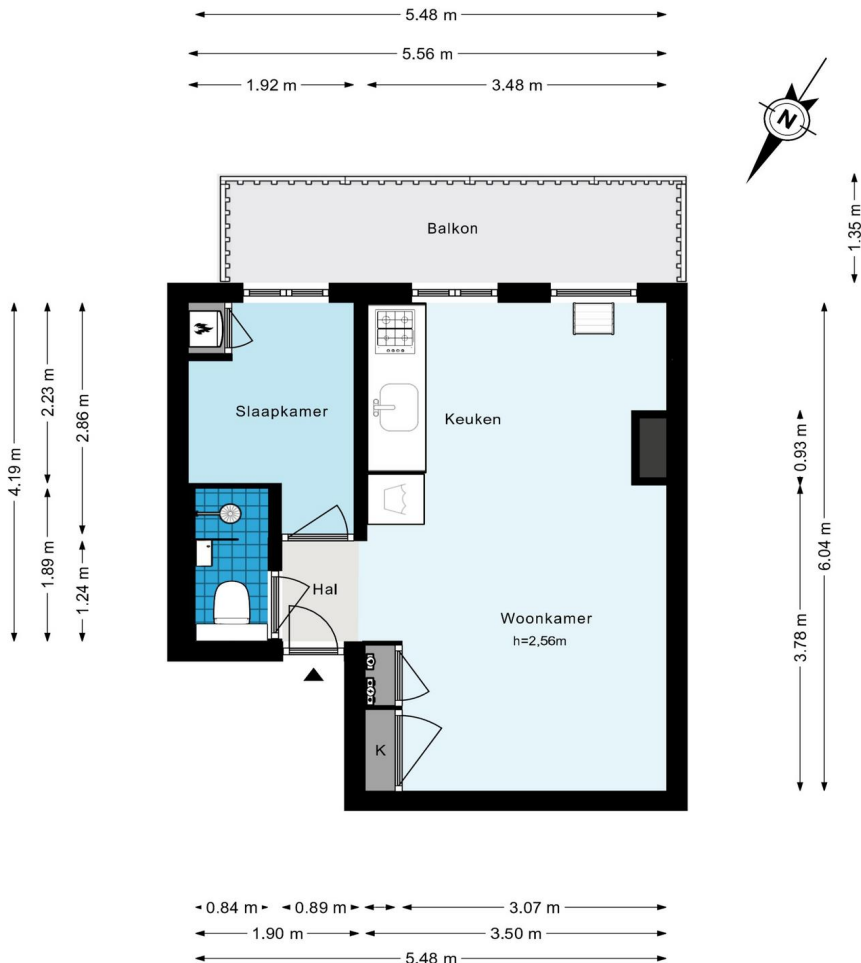 5.48 m
5.56 m
1.92 m
3.48 m
N
1.35 m
Balkon
4.19 m
2.23 m
2.86 m
Slaapkamer
Keuken
0.93 m
6.04 m
1.89 m
1.24 m
Hal
Woonkamer
h=2,56m
3.78 m
K
0.84 m
0.89 m
3.07 m
1.90 m
3.50 m
5.48 m